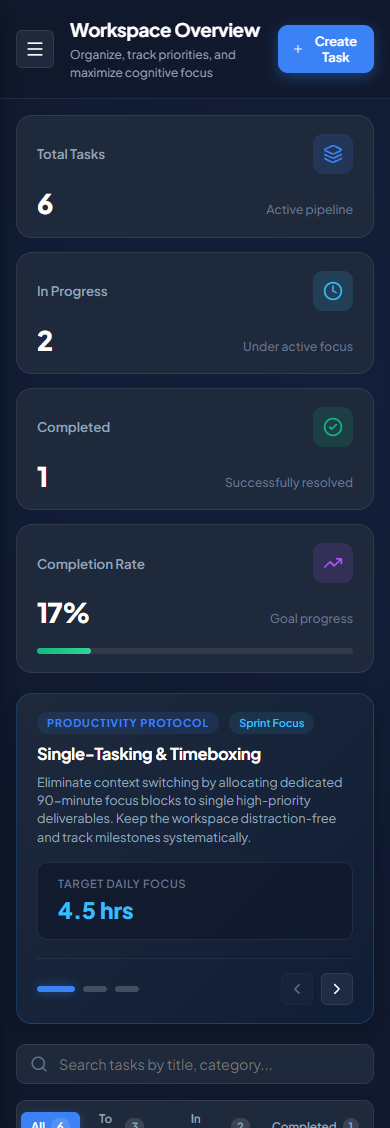 Workspace Overview
Organize, track priorities, and
maximize cognitive focus
+ Create
Task
Total Tasks
6
Active pipeline
In Progress
2
Under active focus
Completed
1
Successfully resolved
Completion Rate
17%
Goal progress
PRODUCTIVITY PROTOCOL
Sprint Focus
Single-Tasking & Timeboxing
Eliminate context switching by allocating dedicated
90-minute focus blocks to single high-priority
deliverables. Keep the workspace distraction-free
and track milestones systematically.
TARGET DAILY FOCUS
4.5 hrs
Search tasks by title, category...
All 6
To
3
In
2
Completed 1